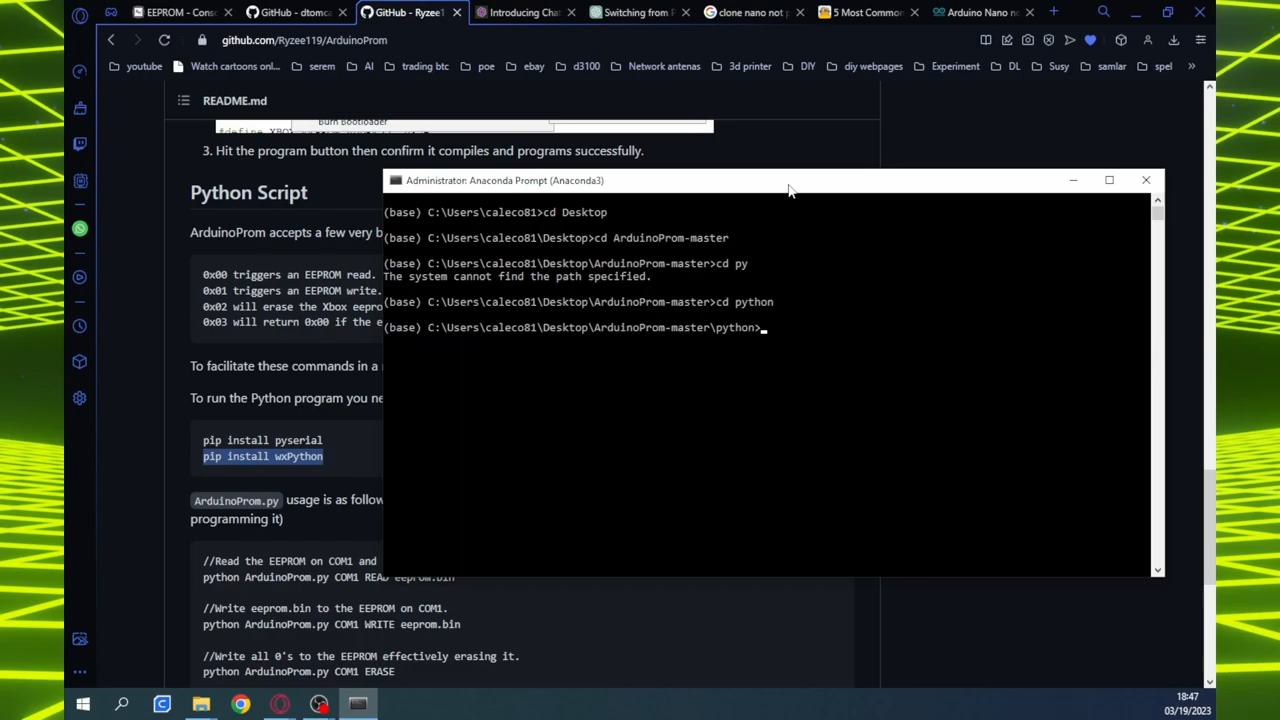 EEPROM - Cons
GitHub - dtomca
GitHub - Ryzee1
Introducing Cha
Switching from P
clone nano not p
5 Most Common
Arduino Nano no
github.com/Ryzee119/ArduinoProm
youtube
Watch cartoons onl...
serem
AI
trading btc
poe
ebay
d3100
Network antenas
3d printer
DIY
diy webpages
Experiment
DL
Susy
samlar
spel
»
README.md
Burn Bootloader
3. Hit the program button then confirm it compiles and programs successfully.
Python Script
ArduinoProm accepts a few very b
0x00 triggers an EEPROM read.
0x01 triggers an EEPROM write.
0x02 will erase the Xbox eepro
0x03 will return 0x00 if the e
To facilitate these commands in a
To run the Python program you ne
pip install pyserial
pip install wxPython
ArduinoProm.py usage is as follow
programming it)
//Read the EEPROM on COM1 and
python ArduinoProm.py COM1 READ eeprom.bin
//Write eeprom.bin to the EEPROM on COM1.
python ArduinoProm.py COM1 WRITE eeprom.bin
//Write all 0's to the EEPROM effectively erasing it.
python ArduinoProm.py COM1 ERASE
Administrator: Anaconda Prompt (Anaconda3)
(base) C:\Users\caleco81>cd Desktop
(base) C:\Users\caleco81\Desktop>cd ArduinoProm-master
(base) C:\Users\caleco81\Desktop\ArduinoProm-master>cd py
The system cannot find the path specified.
(base) C:\Users\caleco81\Desktop\ArduinoProm-master>cd python
(base) C:\Users\caleco81\Desktop\ArduinoProm-master\python>
18:47
03/19/2023